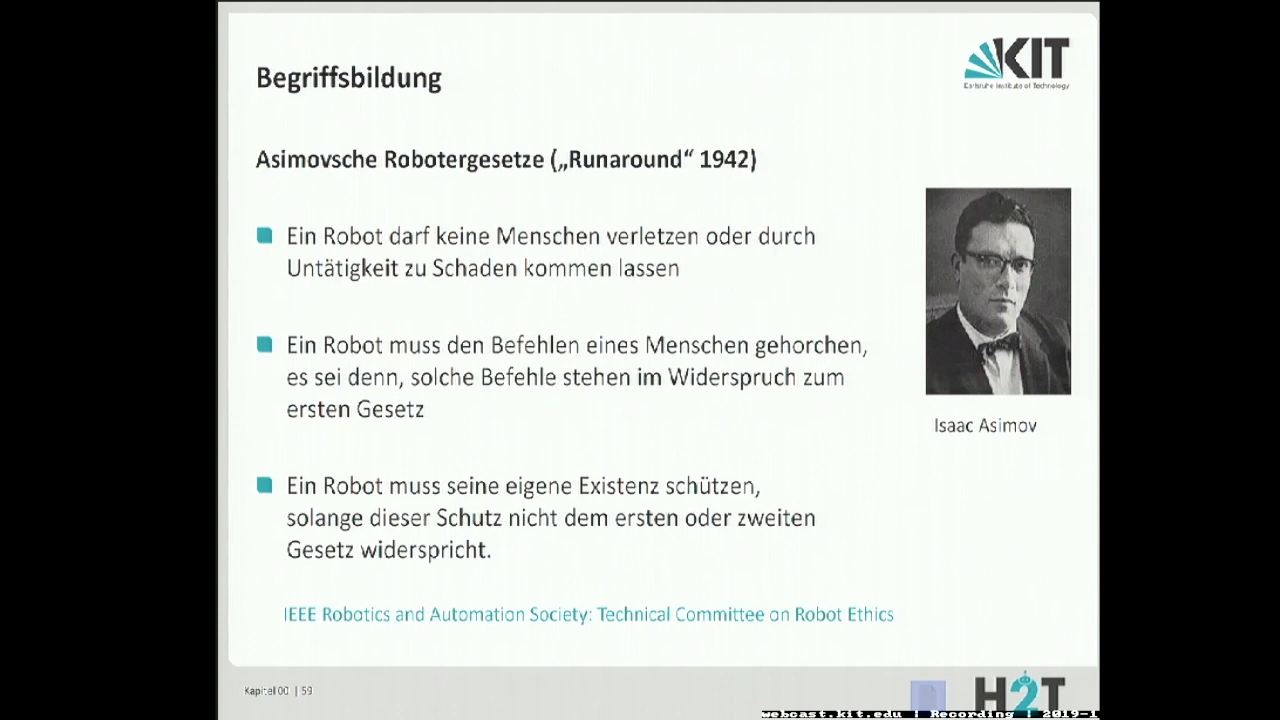 Begriffsbildung
KIT
Karlsruhe Institute of Technology
Asimovsche Robotergesetze („Runaround“ 1942)
Ein Robot darf keine Menschen verletzen oder durch
Untätigkeit zu Schaden kommen lassen
Ein Robot muss den Befehlen eines Menschen gehorchen,
es sei denn, solche Befehle stehen im Widerspruch zum
ersten Gesetz
Isaac Asimov
Ein Robot muss seine eigene Existenz schützen,
solange dieser Schutz nicht dem ersten oder zweiten
Gesetz widerspricht.
IEEE Robotics and Automation Society: Technical Committee on Robot Ethics
Kapitel 00 | 59
H2T
webcast.kit.edu | Recording | 2019-1